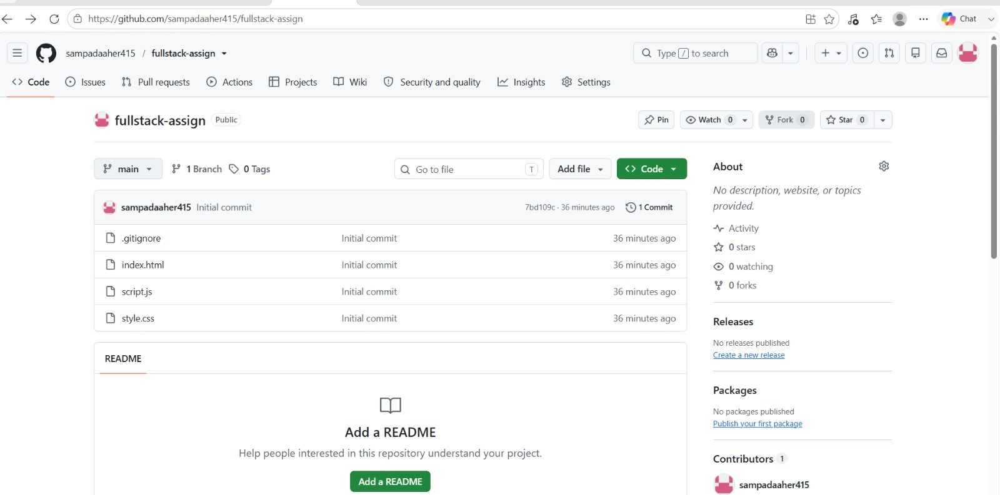 https://github.com/sampadaaher415/fullstack-assign
Chat
sampadaaher415 / fullstack-assign
Type / to search
Code Issues Pull requests Actions Projects Wiki Security and quality Insights Settings
fullstack-assign Public
Pin Watch 0 Fork 0 Star 0
main 1 Branch 0 Tags
Go to file T Add file Code
sampadaaher415 Initial commit 7bd109c · 36 minutes ago 1 Commit
.gitignore Initial commit 36 minutes ago
index.html Initial commit 36 minutes ago
script.js Initial commit 36 minutes ago
style.css Initial commit 36 minutes ago
README
Add a README
Help people interested in this repository understand your project.
Add a README
About
No description, website, or topics
provided.
Activity
0 stars
0 watching
0 forks
Releases
No releases published
Create a new release
Packages
No packages published
Publish your first package
Contributors 1
sampadaaher415